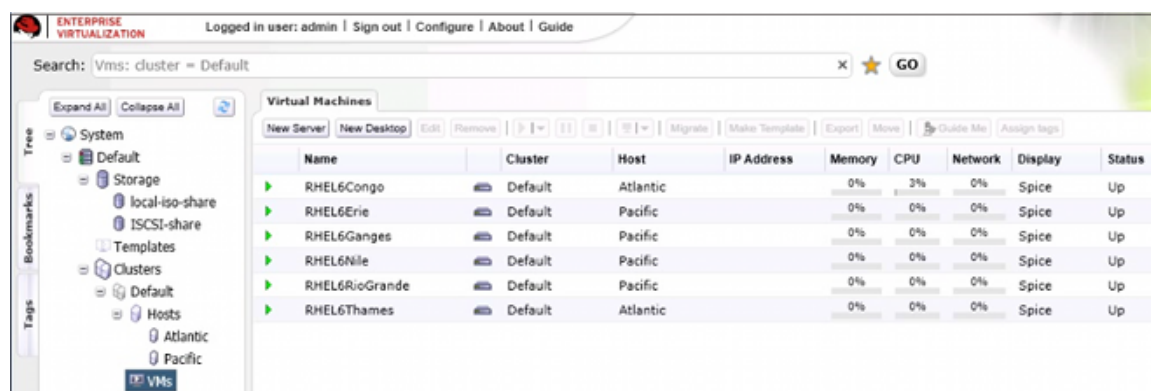 ENTERPRISE
VIRTUALIZATION
Logged in user: admin | Sign out | Configure | About | Guide
Search: Vms: cluster = Default x GO
Tree
Bookmarks
Tags
Expand All Collapse All
System
Default
Storage
local-iso-share
ISCSI-share
Templates
Clusters
Default
Hosts
Atlantic
Pacific
VMs
Virtual Machines
New Server New Desktop Edit Remove Migrate Make Template Export Move Guide Me Assign tags
Name Cluster Host IP Address Memory CPU Network Display Status
RHEL6Congo Default Atlantic 0% 3% 0% Spice Up
RHEL6Erie Default Pacific 0% 0% 0% Spice Up
RHEL6Ganges Default Pacific 0% 0% 0% Spice Up
RHEL6Nile Default Pacific 0% 0% 0% Spice Up
RHEL6RioGrande Default Pacific 0% 0% 0% Spice Up
RHEL6Thames Default Atlantic 0% 0% 0% Spice Up